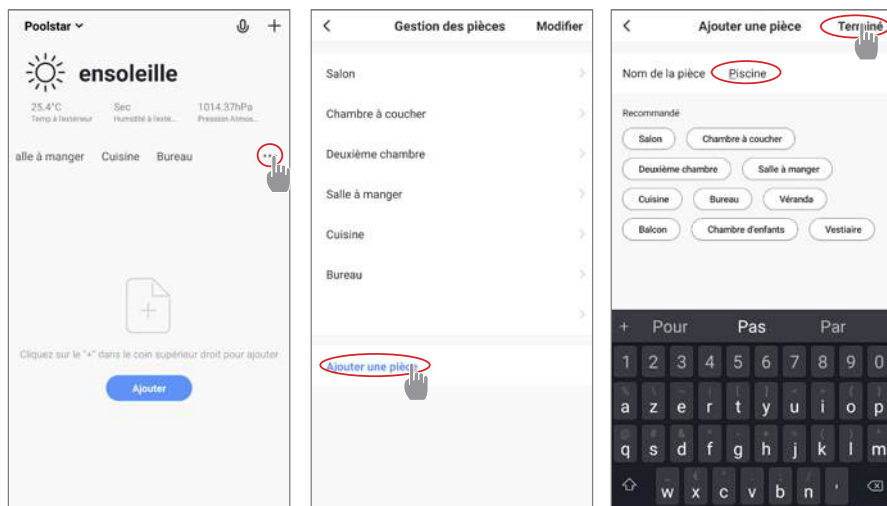 Poolstar
ensoleille
25.4°C Sec 1014.37hPa
Temp à l'extérieur Humidité à l'exté... Pression Atmos...
alle à manger Cuisine Bureau ...
Cliquez sur le "+" dans le coin supérieur droit pour ajouter
Ajouter
Gestion des pièces Modifier
Salon
Chambre à coucher
Deuxième chambre
Salle à manger
Cuisine
Bureau
Ajouter une pièce
Ajouter une pièce Terminé
Nom de la pièce Piscine
Recommandé
Salon Chambre à coucher
Deuxième chambre Salle à manger
Cuisine Bureau Véranda
Balcon Chambre d'enfants Vestiaire
+ Pour Pas Par
1 2 3 4 5 6 7 8 9 0
a z e r t y u i o p
q s d f g h j k l m
w x c v b n '